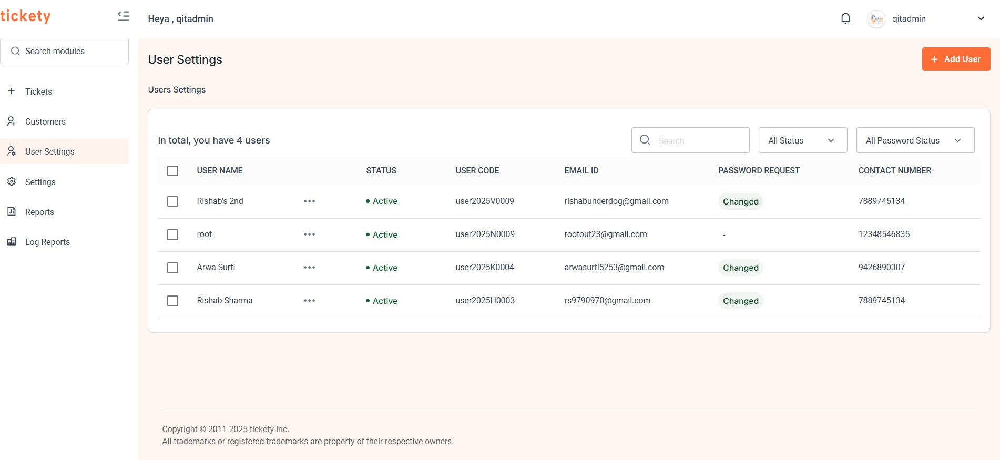 tickety
Search modules
Tickets
Customers
User Settings
Settings
Reports
Log Reports
Heya , qitadmin
qitadmin
User Settings
+ Add User
Users Settings
In total, you have 4 users
Search
All Status
All Password Status
USER NAME STATUS USER CODE EMAIL ID PASSWORD REQUEST CONTACT NUMBER
Rishab's 2nd ••• Active user2025V0009 rishabunderdog@gmail.com Changed 7889745134
root ••• Active user2025N0009 rootout23@gmail.com - 12348546835
Arwa Surti ••• Active user2025K0004 arwasurti5253@gmail.com Changed 9426890307
Rishab Sharma ••• Active user2025H0003 rs9790970@gmail.com Changed 7889745134
Copyright © 2011-2025 tickety Inc.
All trademarks or registered trademarks are property of their respective owners.